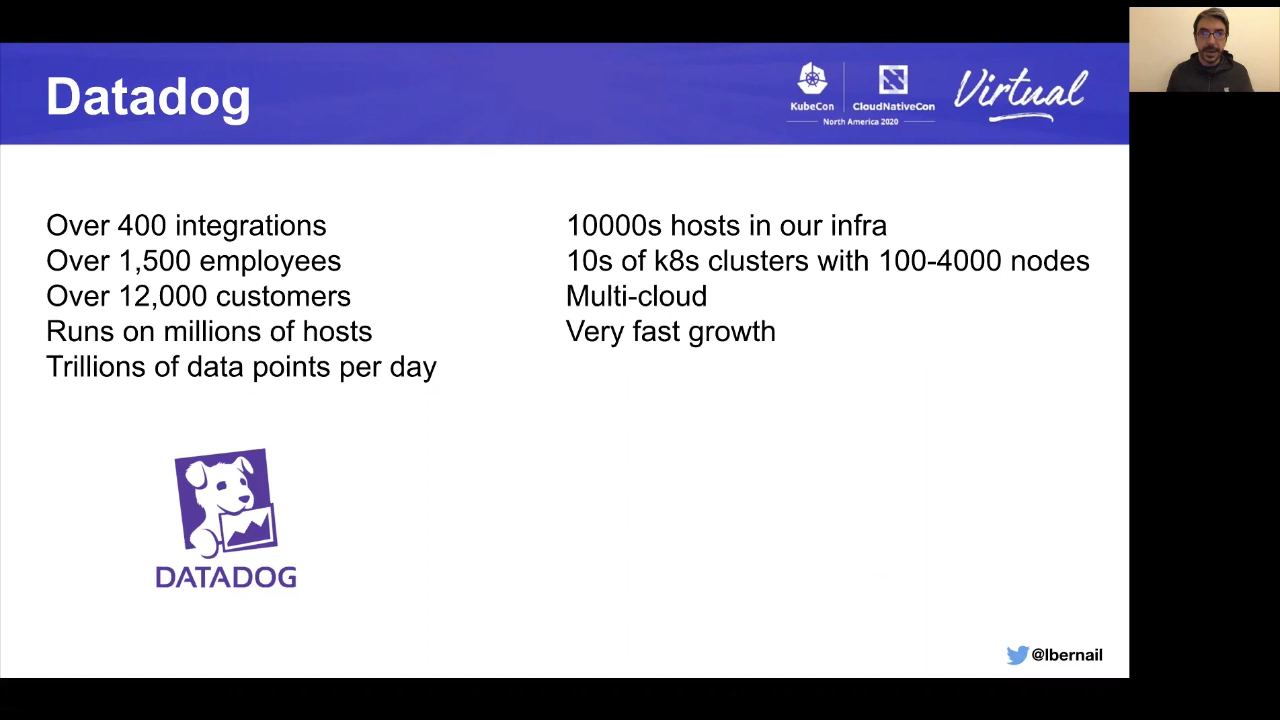 Datadog
KubeCon
CloudNativeCon
North America 2020
Virtual
Over 400 integrations
Over 1,500 employees
Over 12,000 customers
Runs on millions of hosts
Trillions of data points per day
10000s hosts in our infra
10s of k8s clusters with 100-4000 nodes
Multi-cloud
Very fast growth
DATADOG
@lbernail